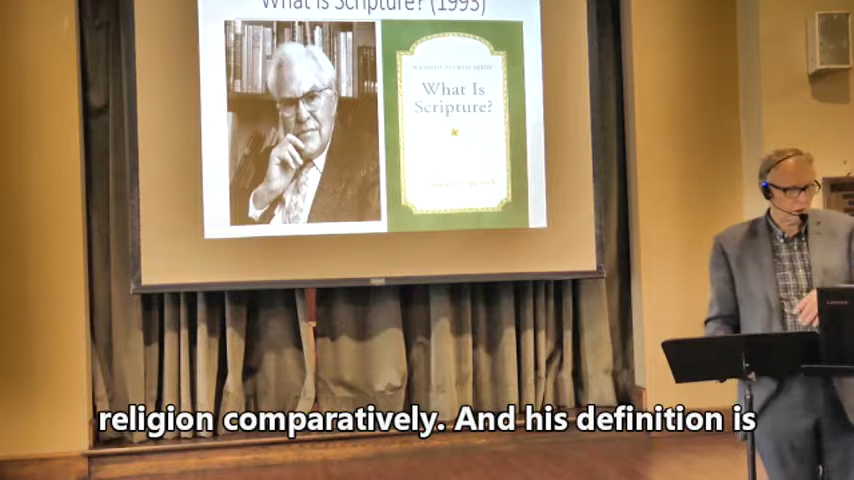 What Is Scripture? (1993)
What Is
Scripture?
religion comparatively. And his definition is